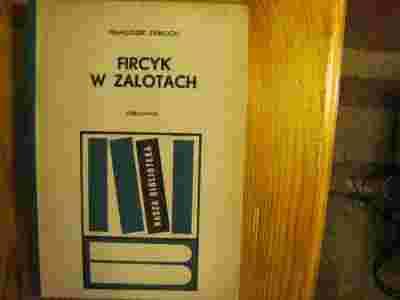 FRANCISZEK ZABŁOCKI
FIRCYK
W ZALOTACH
NASZA BIBLIOTEKA